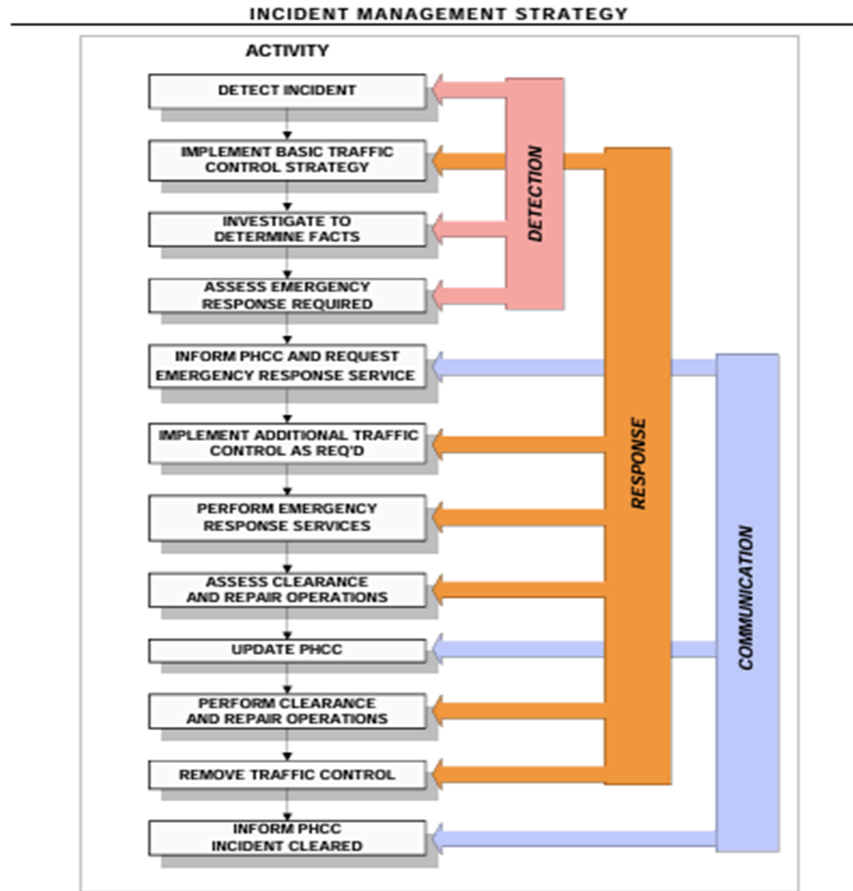 INCIDENT MANAGEMENT STRATEGY
ACTIVITY
DETECT INCIDENT
IMPLEMENT BASIC TRAFFIC
CONTROL STRATEGY
INVESTIGATE TO
DETERMINE FACTS
ASSESS EMERGENCY
RESPONSE REQUIRED
INFORM PHCC AND REQUEST
EMERGENCY RESPONSE SERVICE
IMPLEMENT ADDITIONAL TRAFFIC
CONTROL AS REQ'D
PERFORM EMERGENCY
RESPONSE SERVICES
ASSESS CLEARANCE
AND REPAIR OPERATIONS
UPDATE PHCC
PERFORM CLEARANCE
AND REPAIR OPERATIONS
REMOVE TRAFFIC CONTROL
INFORM PHCC
INCIDENT CLEARED
DETECTION
RESPONSE
COMMUNICATION